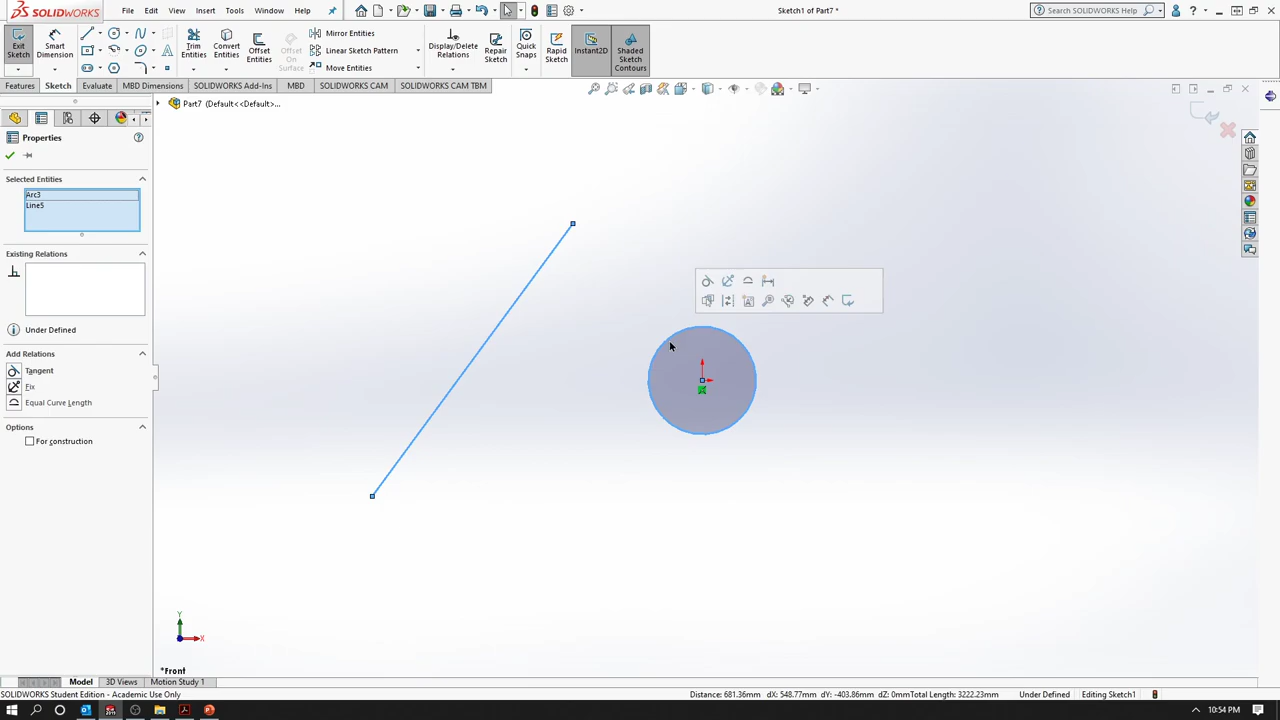 SOLIDWORKS File Edit View Insert Tools Window Help Sketch1 of Part7 * Search SOLIDWORKS Help
Exit Sketch
Smart Dimension
Trim Entities
Convert Entities
Offset Entities
Offset On Surface
Mirror Entities
Linear Sketch Pattern
Move Entities
Display/Delete Relations
Repair Sketch
Quick Snaps
Rapid Sketch
Instant2D
Shaded Sketch Contours
Features Sketch Evaluate MBD Dimensions SOLIDWORKS Add-Ins MBD SOLIDWORKS CAM SOLIDWORKS CAM TBM
Part7 (Default<<Default>...
Properties
Selected Entities
Arc3
Line5
Existing Relations
Under Defined
Add Relations
Tangent
Fix
Equal Curve Length
Options
For construction
Y
X
*Front
Model 3D Views Motion Study 1
SOLIDWORKS Student Edition - Academic Use Only Distance: 681.36mm dX: 548.77mm dY: -403.86mm dZ: 0mm Total Length: 3222.23mm Under Defined Editing Sketch1
10:54 PM